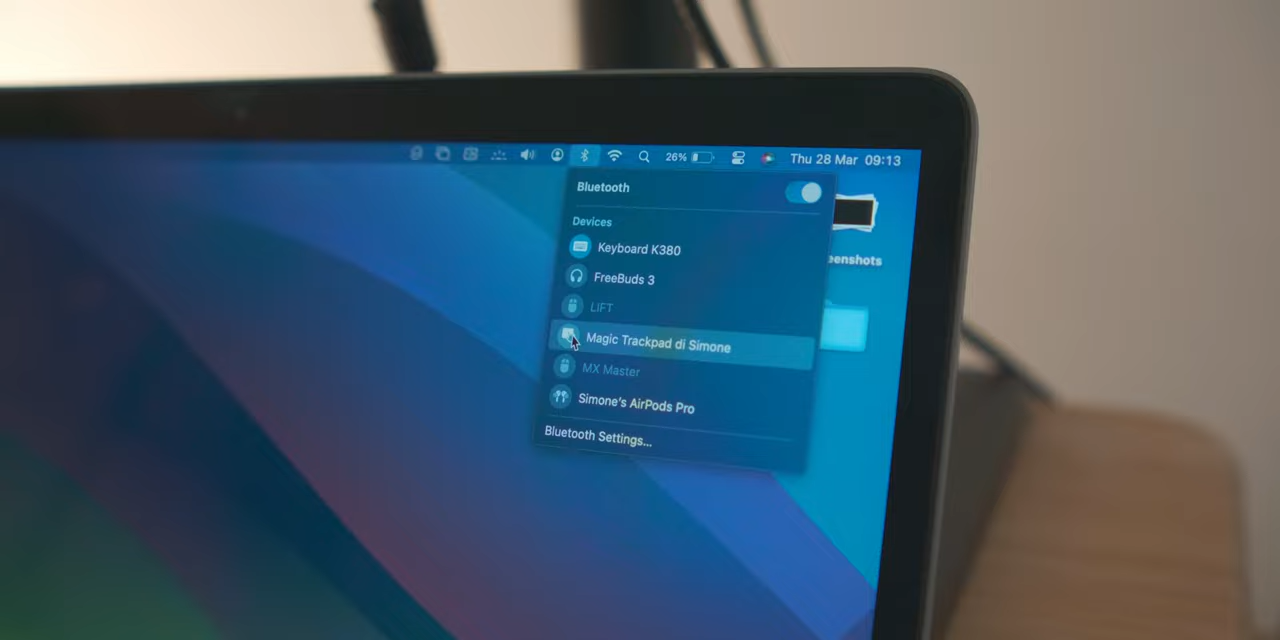 26% Thu 28 Mar 09:13
Bluetooth
Devices
Keyboard K380
FreeBuds 3
LIFT
Magic Trackpad di Simone
MX Master
Simone's AirPods Pro
Bluetooth Settings...
eenshots